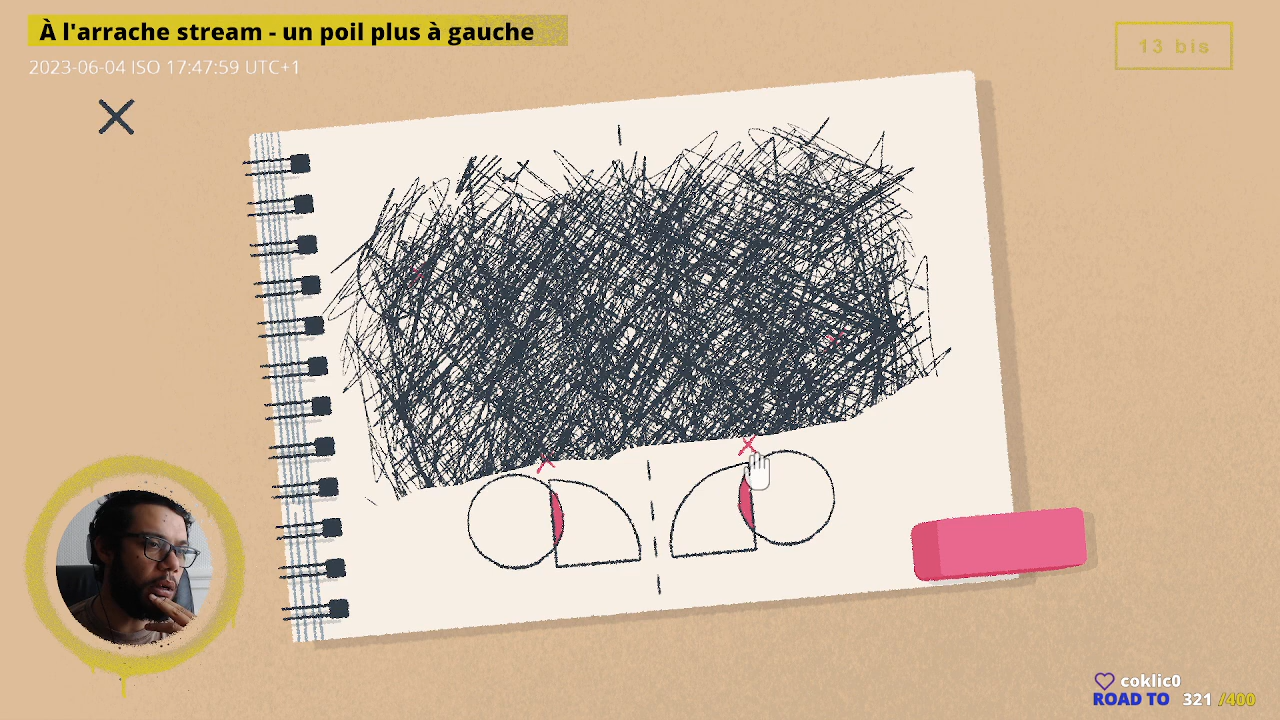 À l'arrache stream - un poil plus à gauche
2023-06-04 ISO 17:47:59 UTC+1
13 bis
coklic0
ROAD TO 321 /400